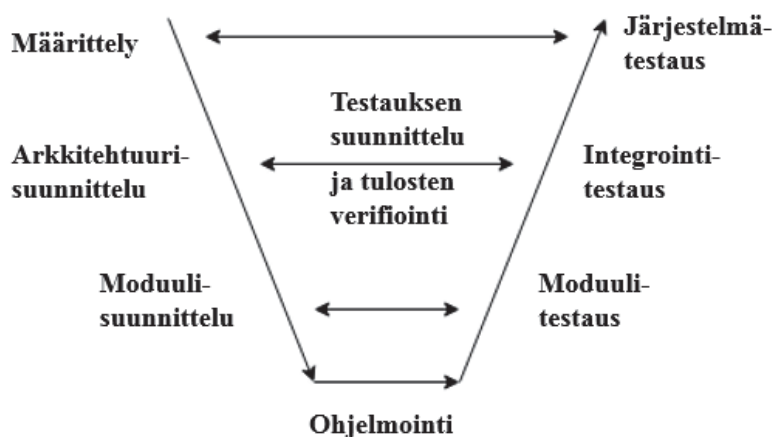 Määrittely
Järjestelmä-
testaus
Testauksen
suunnittelu
ja tulosten
verifiointi
Arkkitehtuuri-
suunnittelu
Integrointi-
testaus
Moduuli-
suunnittelu
Moduuli-
testaus
Ohjelmointi